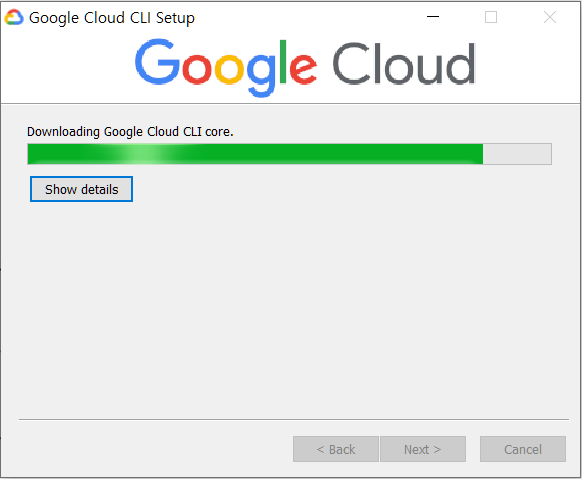 Google Cloud CLI Setup
Google Cloud
Downloading Google Cloud CLI core.
Show details
< Back Next > Cancel